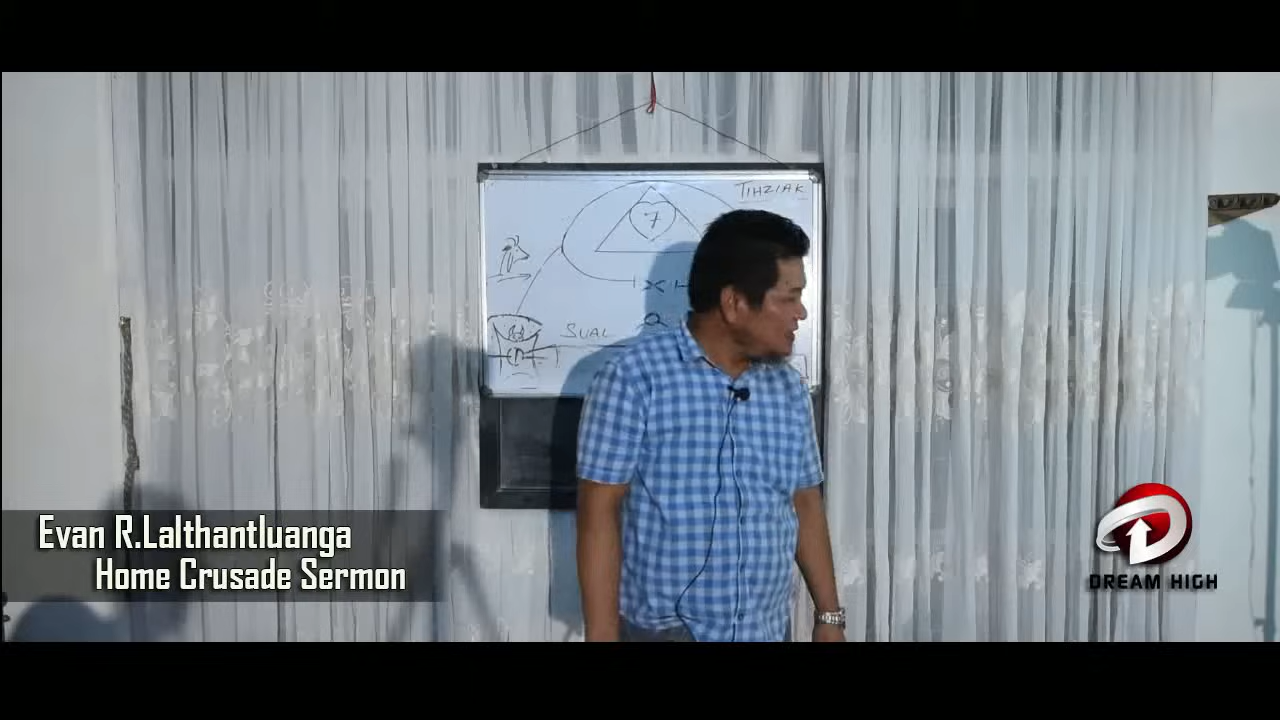 TIHZIAK
7
SUAL
Evan R.Lalthantluanga
Home Crusade Sermon
DREAM HIGH